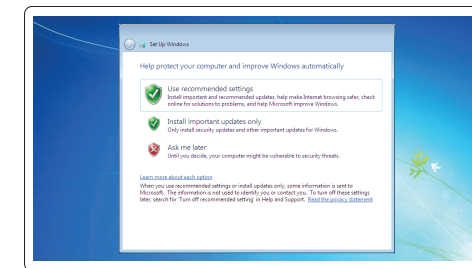 Set Up Windows
Help protect your computer and improve Windows automatically
Use recommended settings
Install important and recommended updates, help make Internet browsing safer, check
online for solutions to problems, and help Microsoft improve Windows.
Install important updates only
Only install security updates and other important updates for Windows.
Ask me later
Until you decide, your computer might be vulnerable to security threats.
Learn more about each option
When you use recommended settings or install updates only, some information is sent to
Microsoft. The information is not used to identify you or contact you. To turn off these settings
later, search for 'Turn off recommended setting' in Help and Support. Read the privacy statement